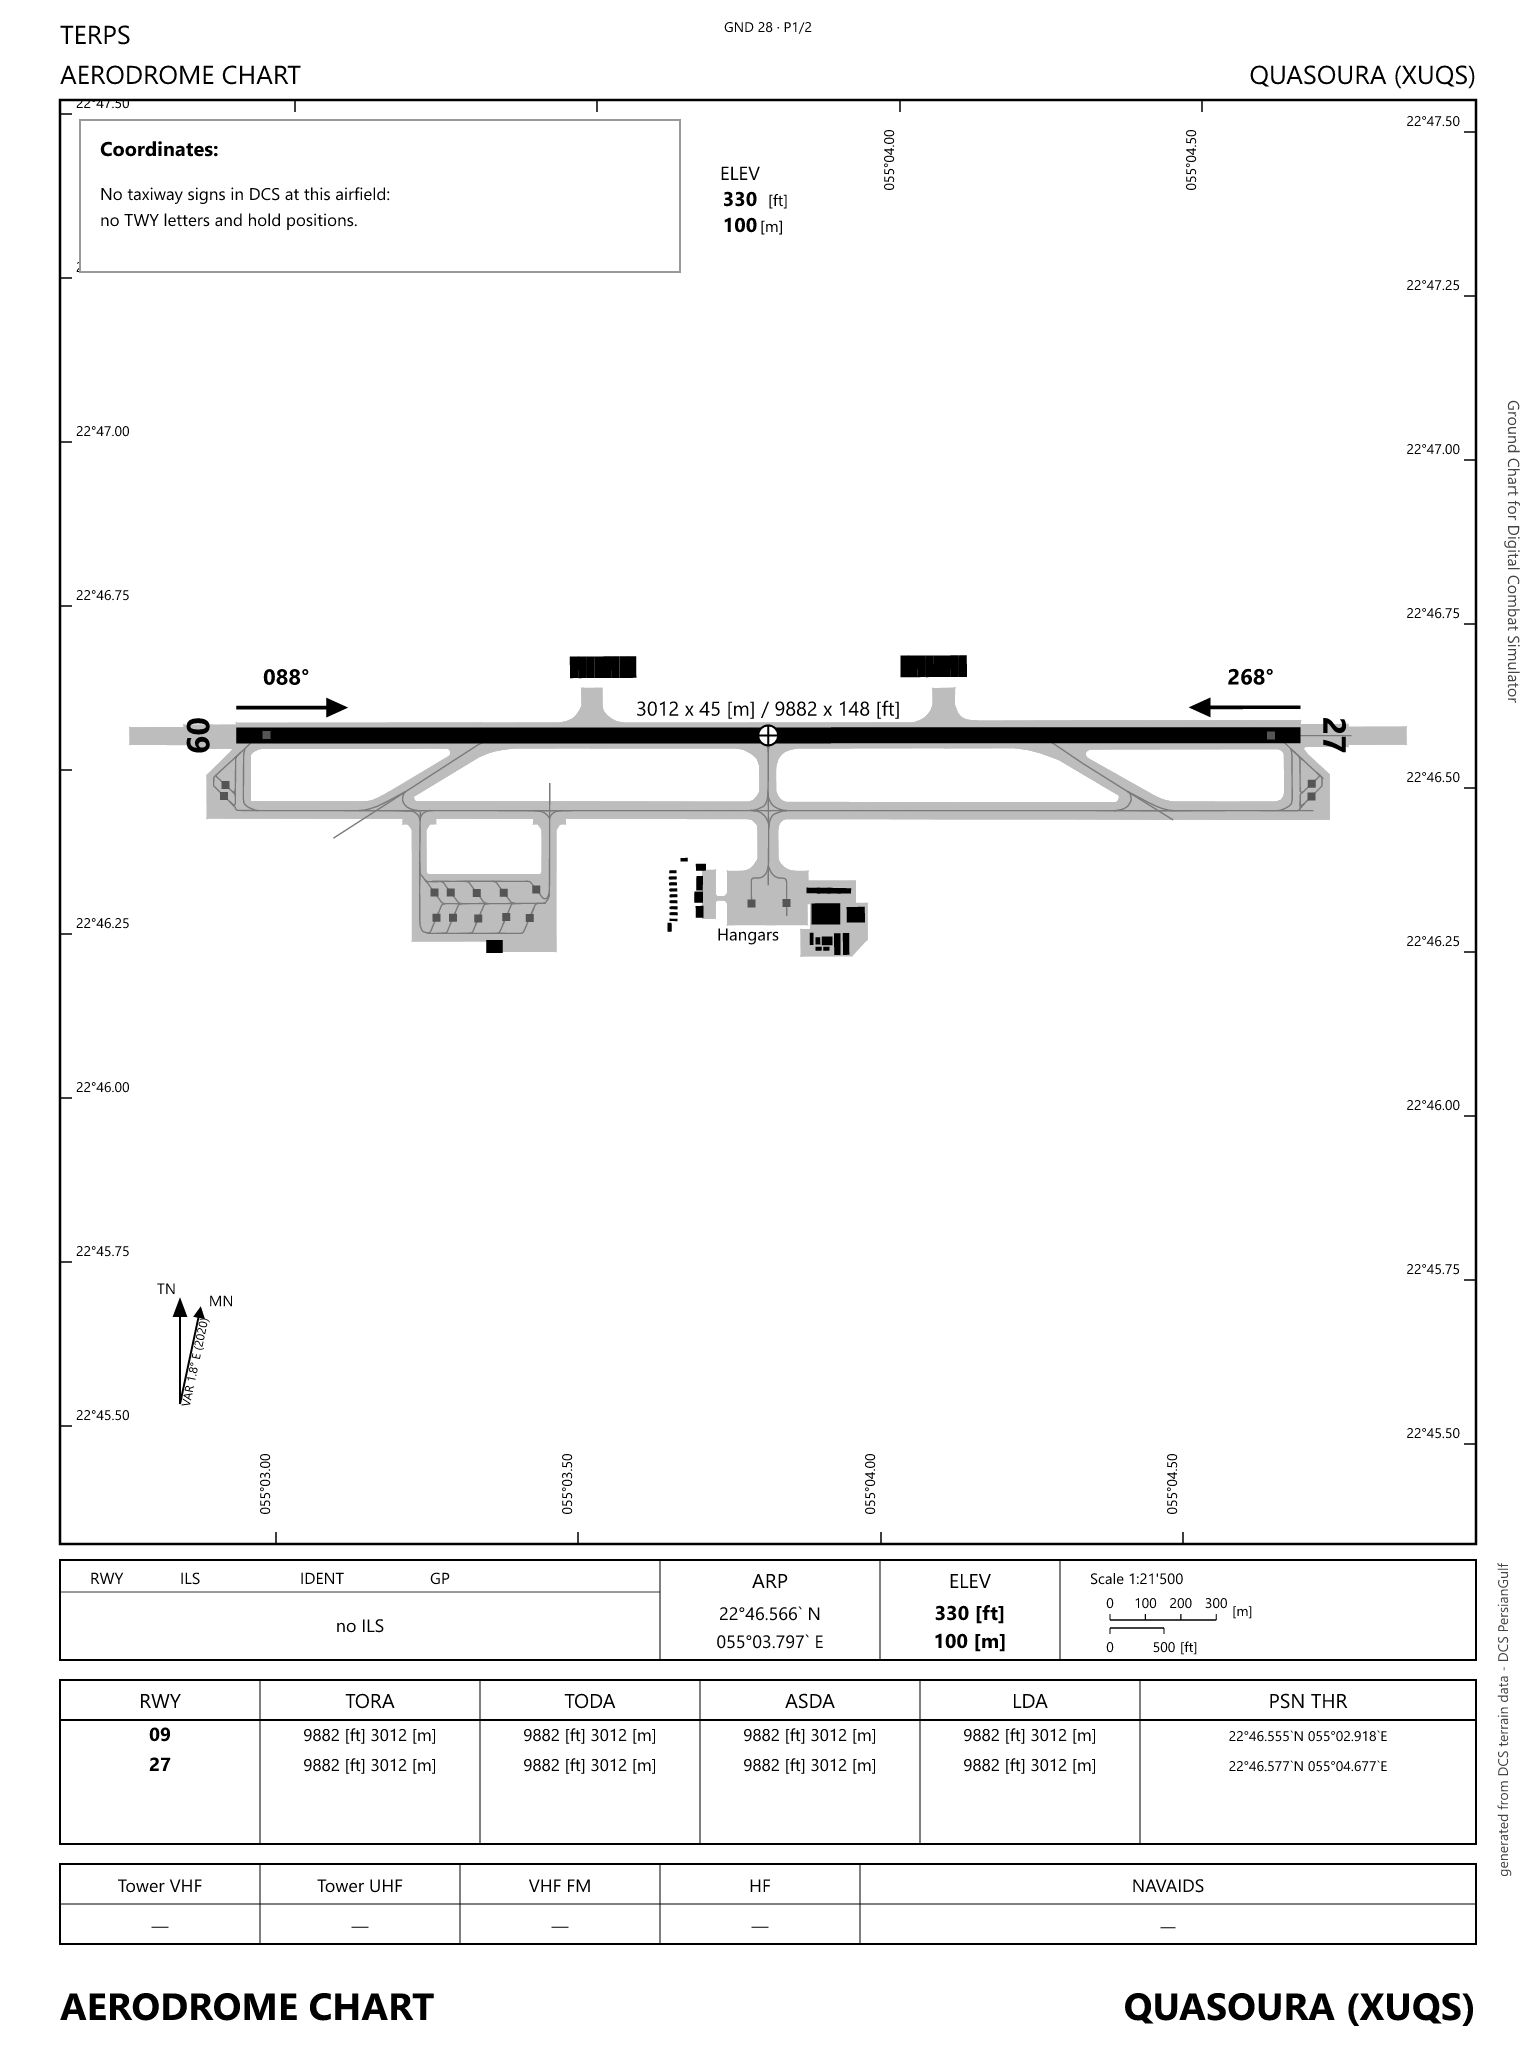 TERPS
GND 28 · P1/2
AERODROME CHART
QUASOURA (XUQS)
22°47.50
22°47.50
Coordinates:
No taxiway signs in DCS at this airfield:
no TWY letters and hold positions.
ELEV
330 [ft]
100 [m]
055°04.00
055°04.50
22°47.25
22°47.00
22°47.00
22°46.75
22°46.75
088°
268°
3012 x 45 [m] / 9882 x 148 [ft]
09
27
22°46.50
22°46.25
22°46.25
Hangars
22°46.00
22°46.00
22°45.75
22°45.75
TN
MN
VAR 1.8° E (2020)
22°45.50
22°45.50
055°03.00
055°03.50
055°04.00
055°04.50
Ground Chart for Digital Combat Simulator
RWY ILS IDENT GP
no ILS
ARP
22°46.566` N
055°03.797` E
ELEV
330 [ft]
100 [m]
Scale 1:21'500
0 100 200 300 [m]
0 500 [ft]
RWY TORA TODA ASDA LDA PSN THR
09 9882 [ft] 3012 [m] 9882 [ft] 3012 [m] 9882 [ft] 3012 [m] 9882 [ft] 3012 [m] 22°46.555`N 055°02.918`E
27 9882 [ft] 3012 [m] 9882 [ft] 3012 [m] 9882 [ft] 3012 [m] 9882 [ft] 3012 [m] 22°46.577`N 055°04.677`E
Tower VHF Tower UHF VHF FM HF NAVAIDS
— — — — —
generated from DCS terrain data - DCS PersianGulf
AERODROME CHART
QUASOURA (XUQS)